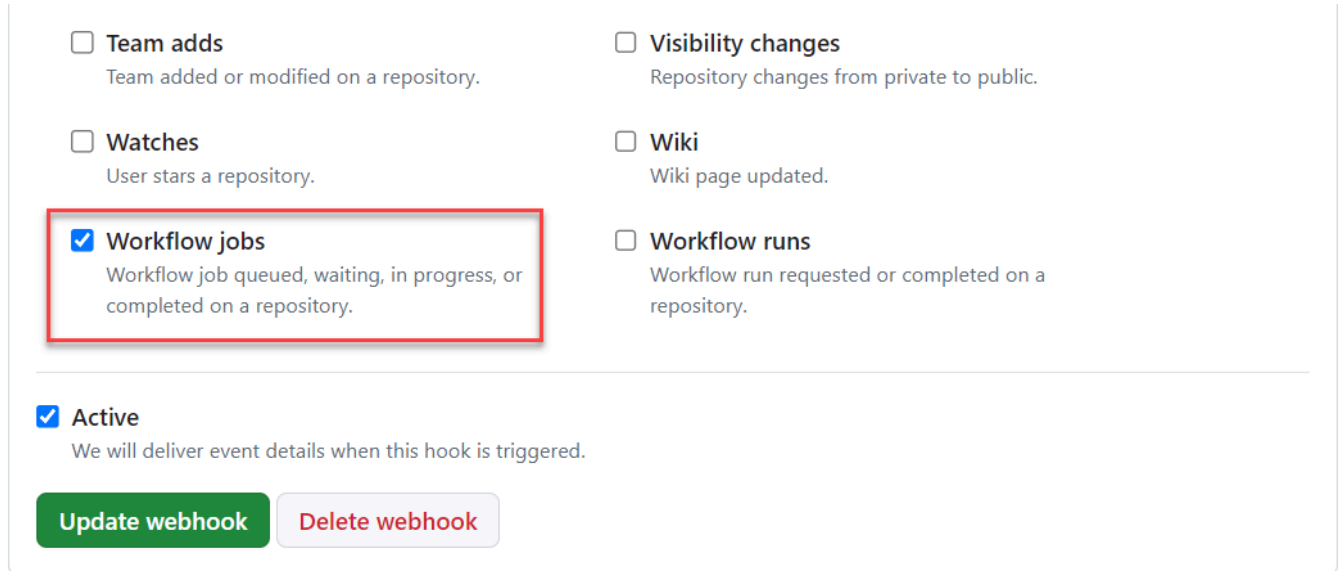 Team adds
Team added or modified on a repository.
Visibility changes
Repository changes from private to public.
Watches
User stars a repository.
Wiki
Wiki page updated.
Workflow jobs
Workflow job queued, waiting, in progress, or
completed on a repository.
Workflow runs
Workflow run requested or completed on a
repository.
Active
We will deliver event details when this hook is triggered.
Update webhook
Delete webhook